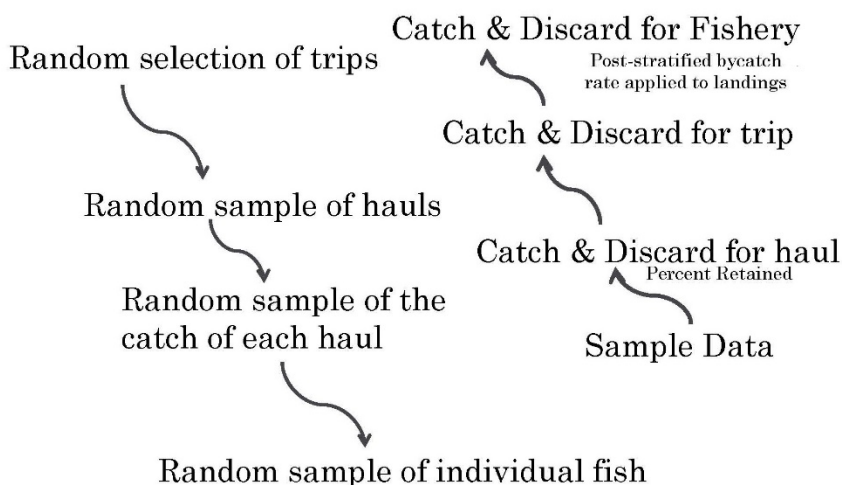 Random selection of trips
Random sample of hauls
Random sample of the
catch of each haul
Random sample of individual fish
Catch & Discard for Fishery
Post-stratified bycatch
rate applied to landings
Catch & Discard for trip
Catch & Discard for haul
Percent Retained
Sample Data